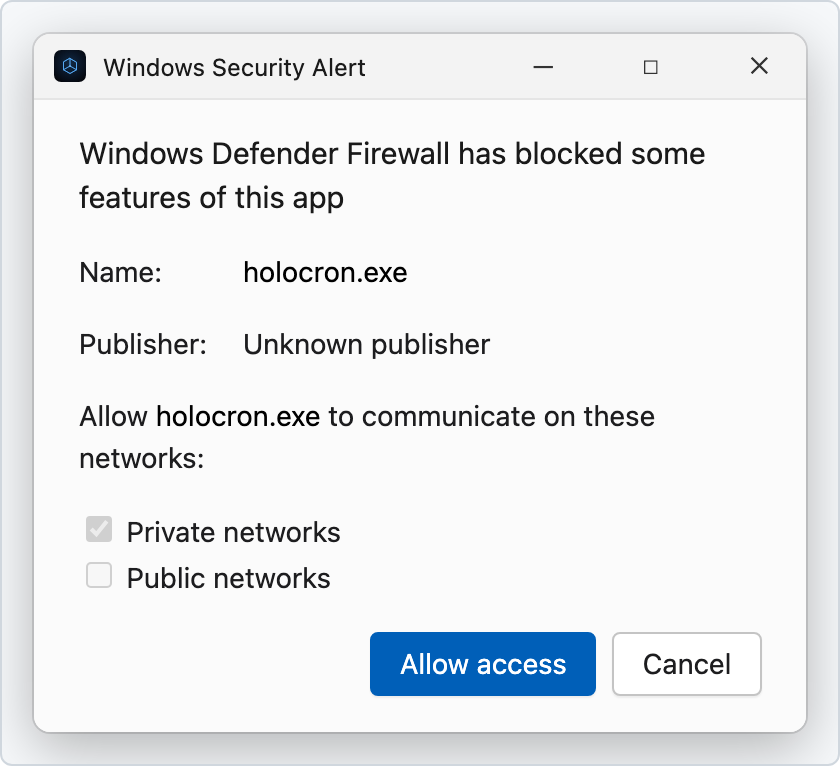 Windows Security Alert
Windows Defender Firewall has blocked some
features of this app
Name: holocron.exe
Publisher: Unknown publisher
Allow holocron.exe to communicate on these
networks:
Private networks
Public networks
Allow access Cancel